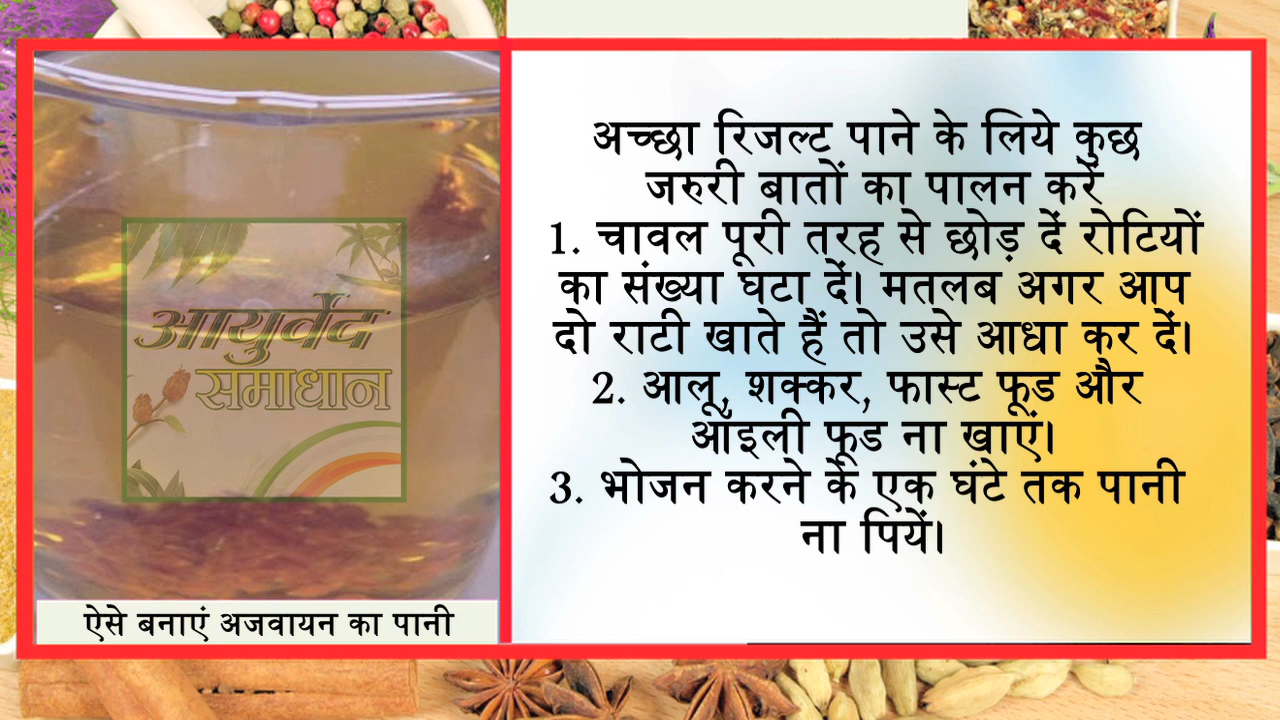 आयुर्वेद
समाधान
ऐसे बनाएं अजवायन का पानी
अच्छा रिजल्ट पाने के लिये कुछ
जरुरी बातों का पालन करें
1. चावल पूरी तरह से छोड़ दें रोटियों
का संख्या घटा दें। मतलब अगर आप
दो राटी खाते हैं तो उसे आधा कर दें।
2. आलू, शक्कर, फास्ट फूड और
ऑइली फूड ना खाएं।
3. भोजन करने के एक घंटे तक पानी
ना पियें।